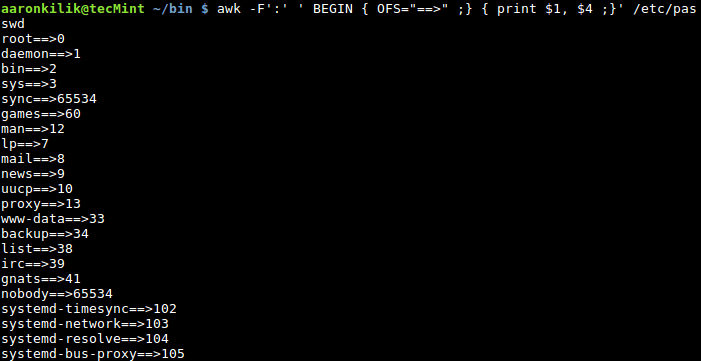 aaronkilik@tecMint ~/bin $ awk -F':' ' BEGIN { OFS="==>" ;} { print $1, $4 ;}' /etc/pas
swd
root==>0
daemon==>1
bin==>2
sys==>3
sync==>65534
games==>60
man==>12
lp==>7
mail==>8
news==>9
uucp==>10
proxy==>13
www-data==>33
backup==>34
list==>38
irc==>39
gnats==>41
nobody==>65534
systemd-timesync==>102
systemd-network==>103
systemd-resolve==>104
systemd-bus-proxy==>105